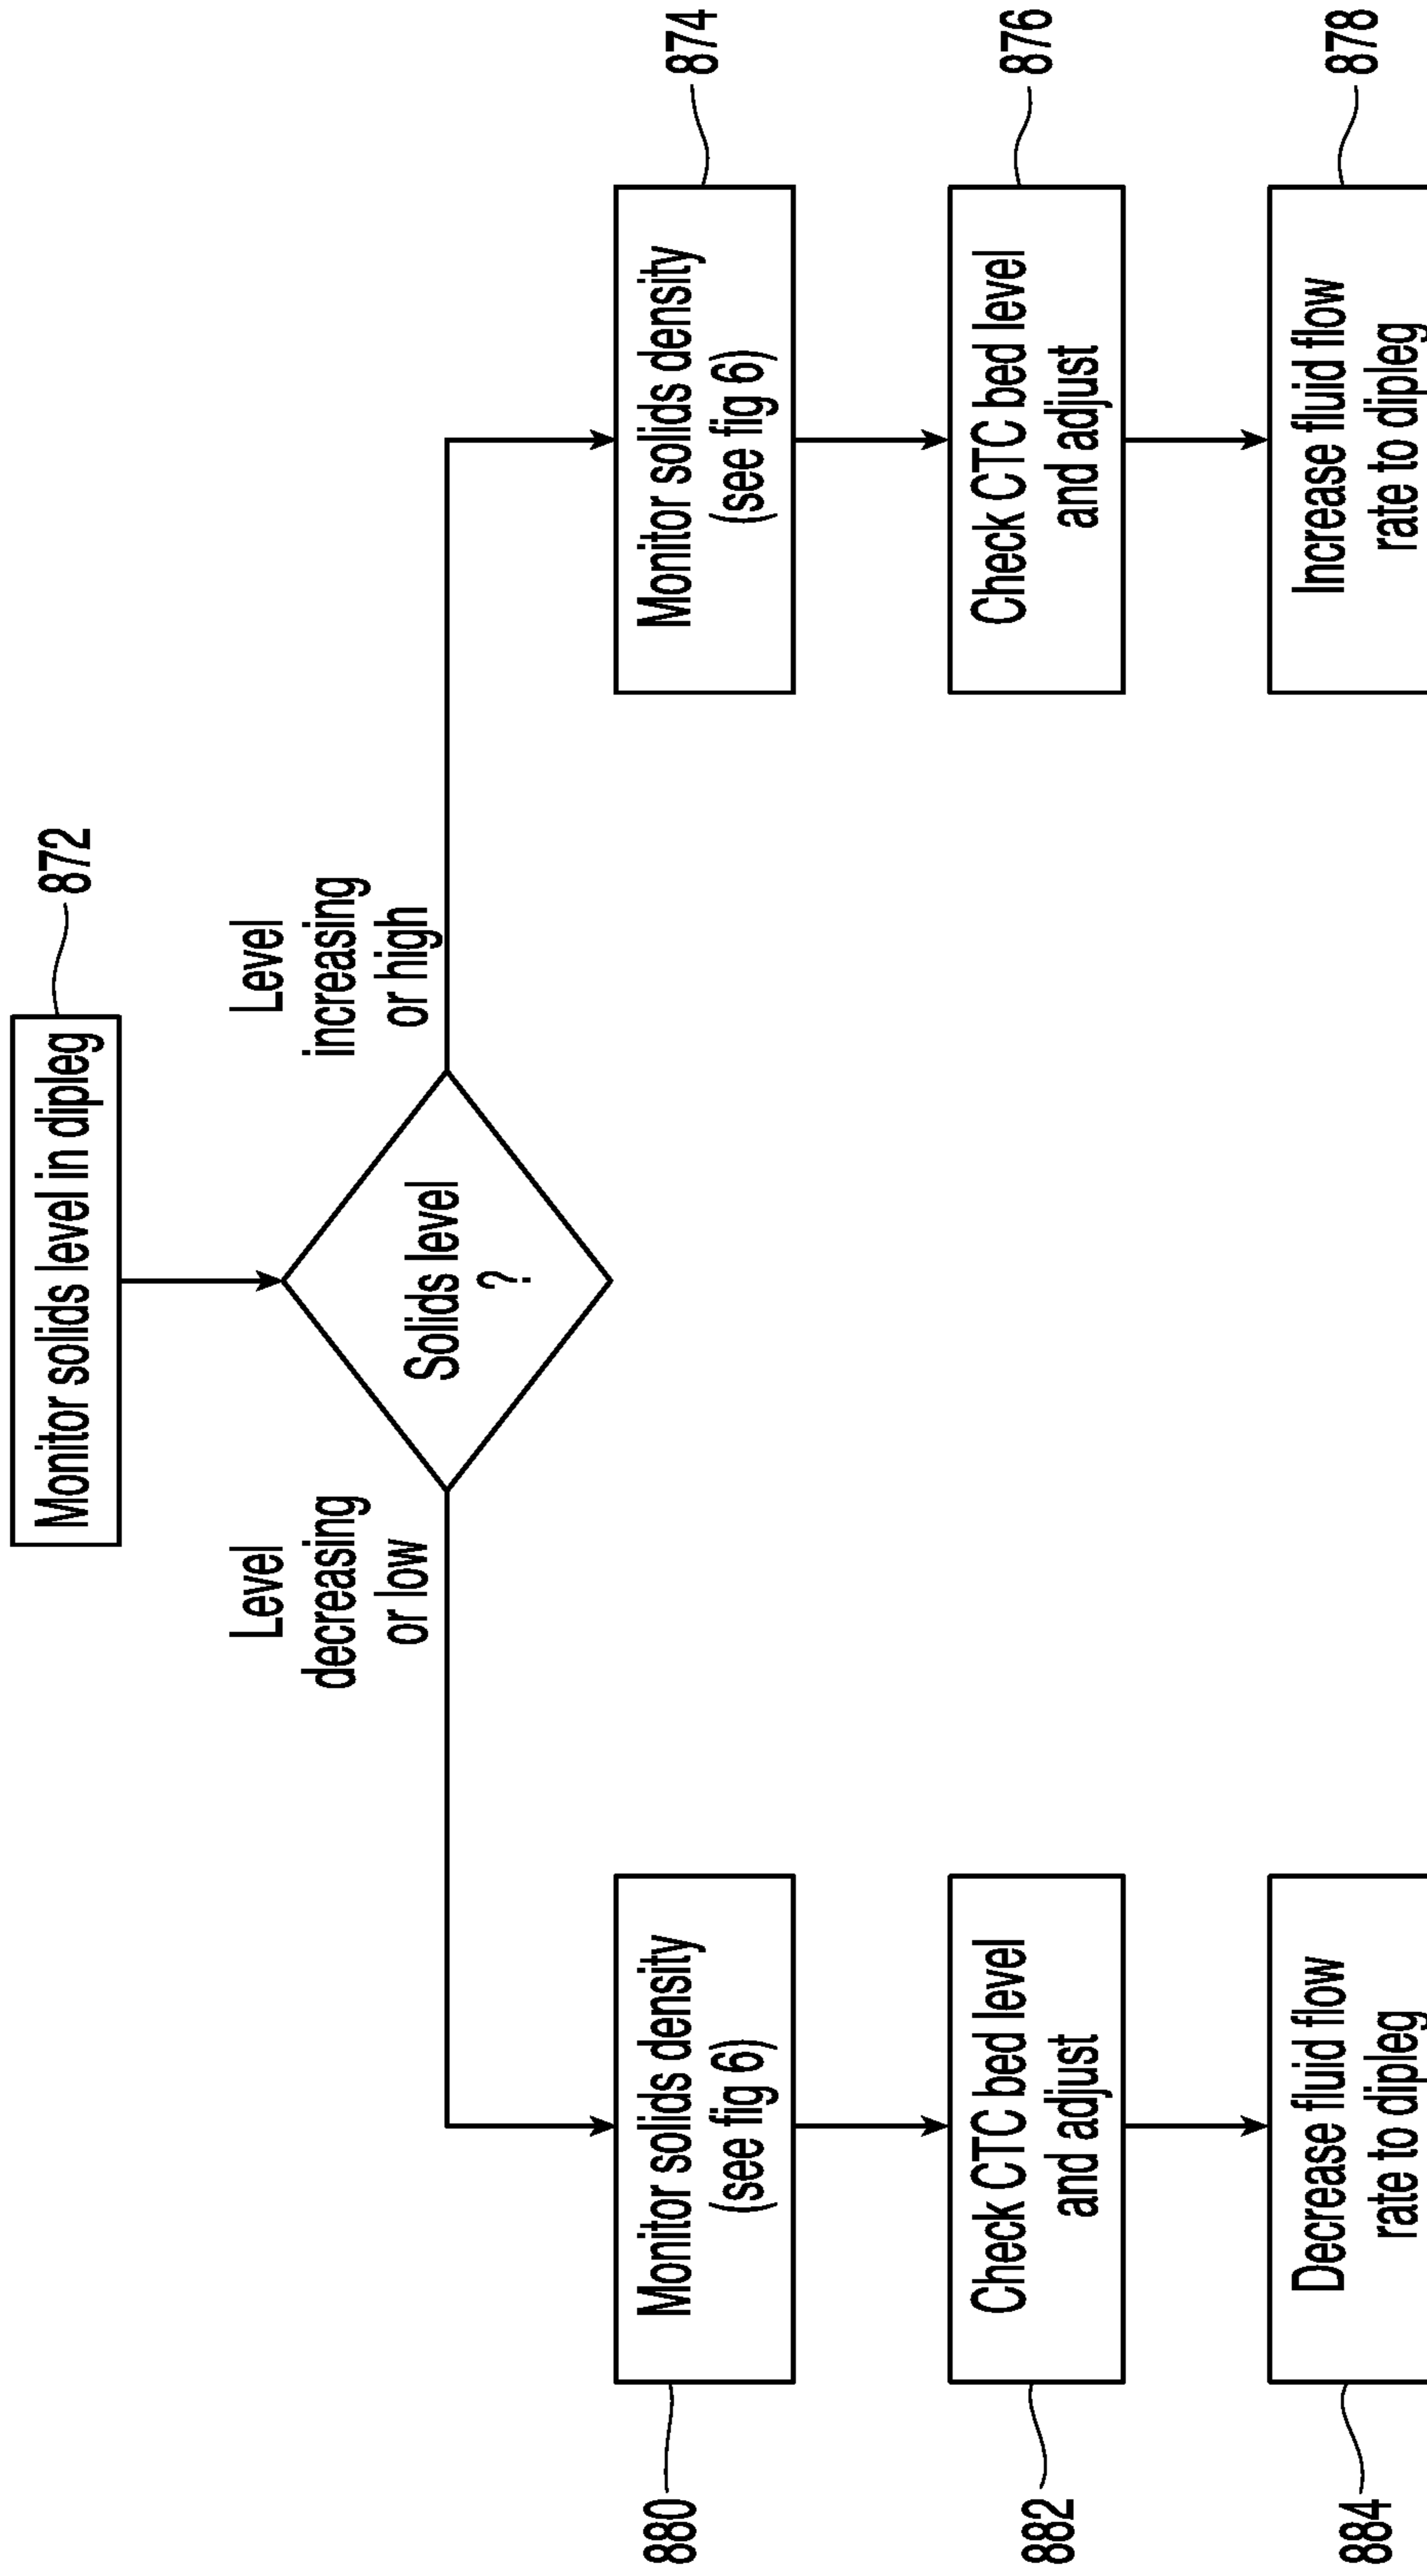 Monitor solids level in dipleg
872
Level
decreasing
or low
Level
increasing
or high
Solids level
?
880
Monitor solids density
(see fig 6)
Monitor solids density
(see fig 6)
874
882
Check CTC bed level
and adjust
Check CTC bed level
and adjust
876
884
Decrease fluid flow
rate to dipleg
Increase fluid flow
rate to dipleg
878